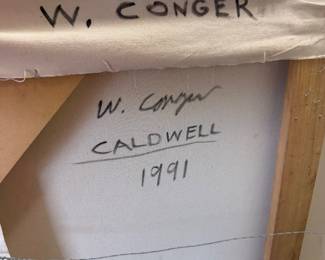 W. CONGER
W. Conger
CALDWELL
1991